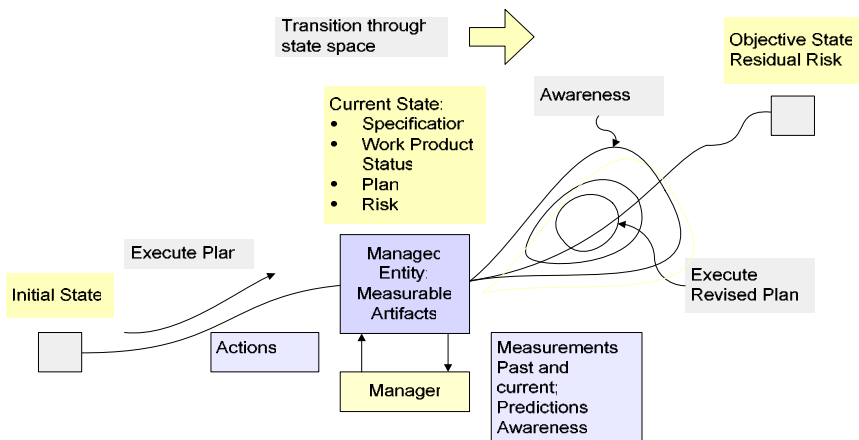 Transition through
state space
Objective State
Residual Risk
Awareness
Current State:
• Specification
• Work Product
Status
• Plan
• Risk
Execute Plan
Managed
Entity:
Measurable
Artifacts
Execute
Revised Plan
Initial State
Actions
Measurements
Past and
current;
Predictions
Awareness
Manager